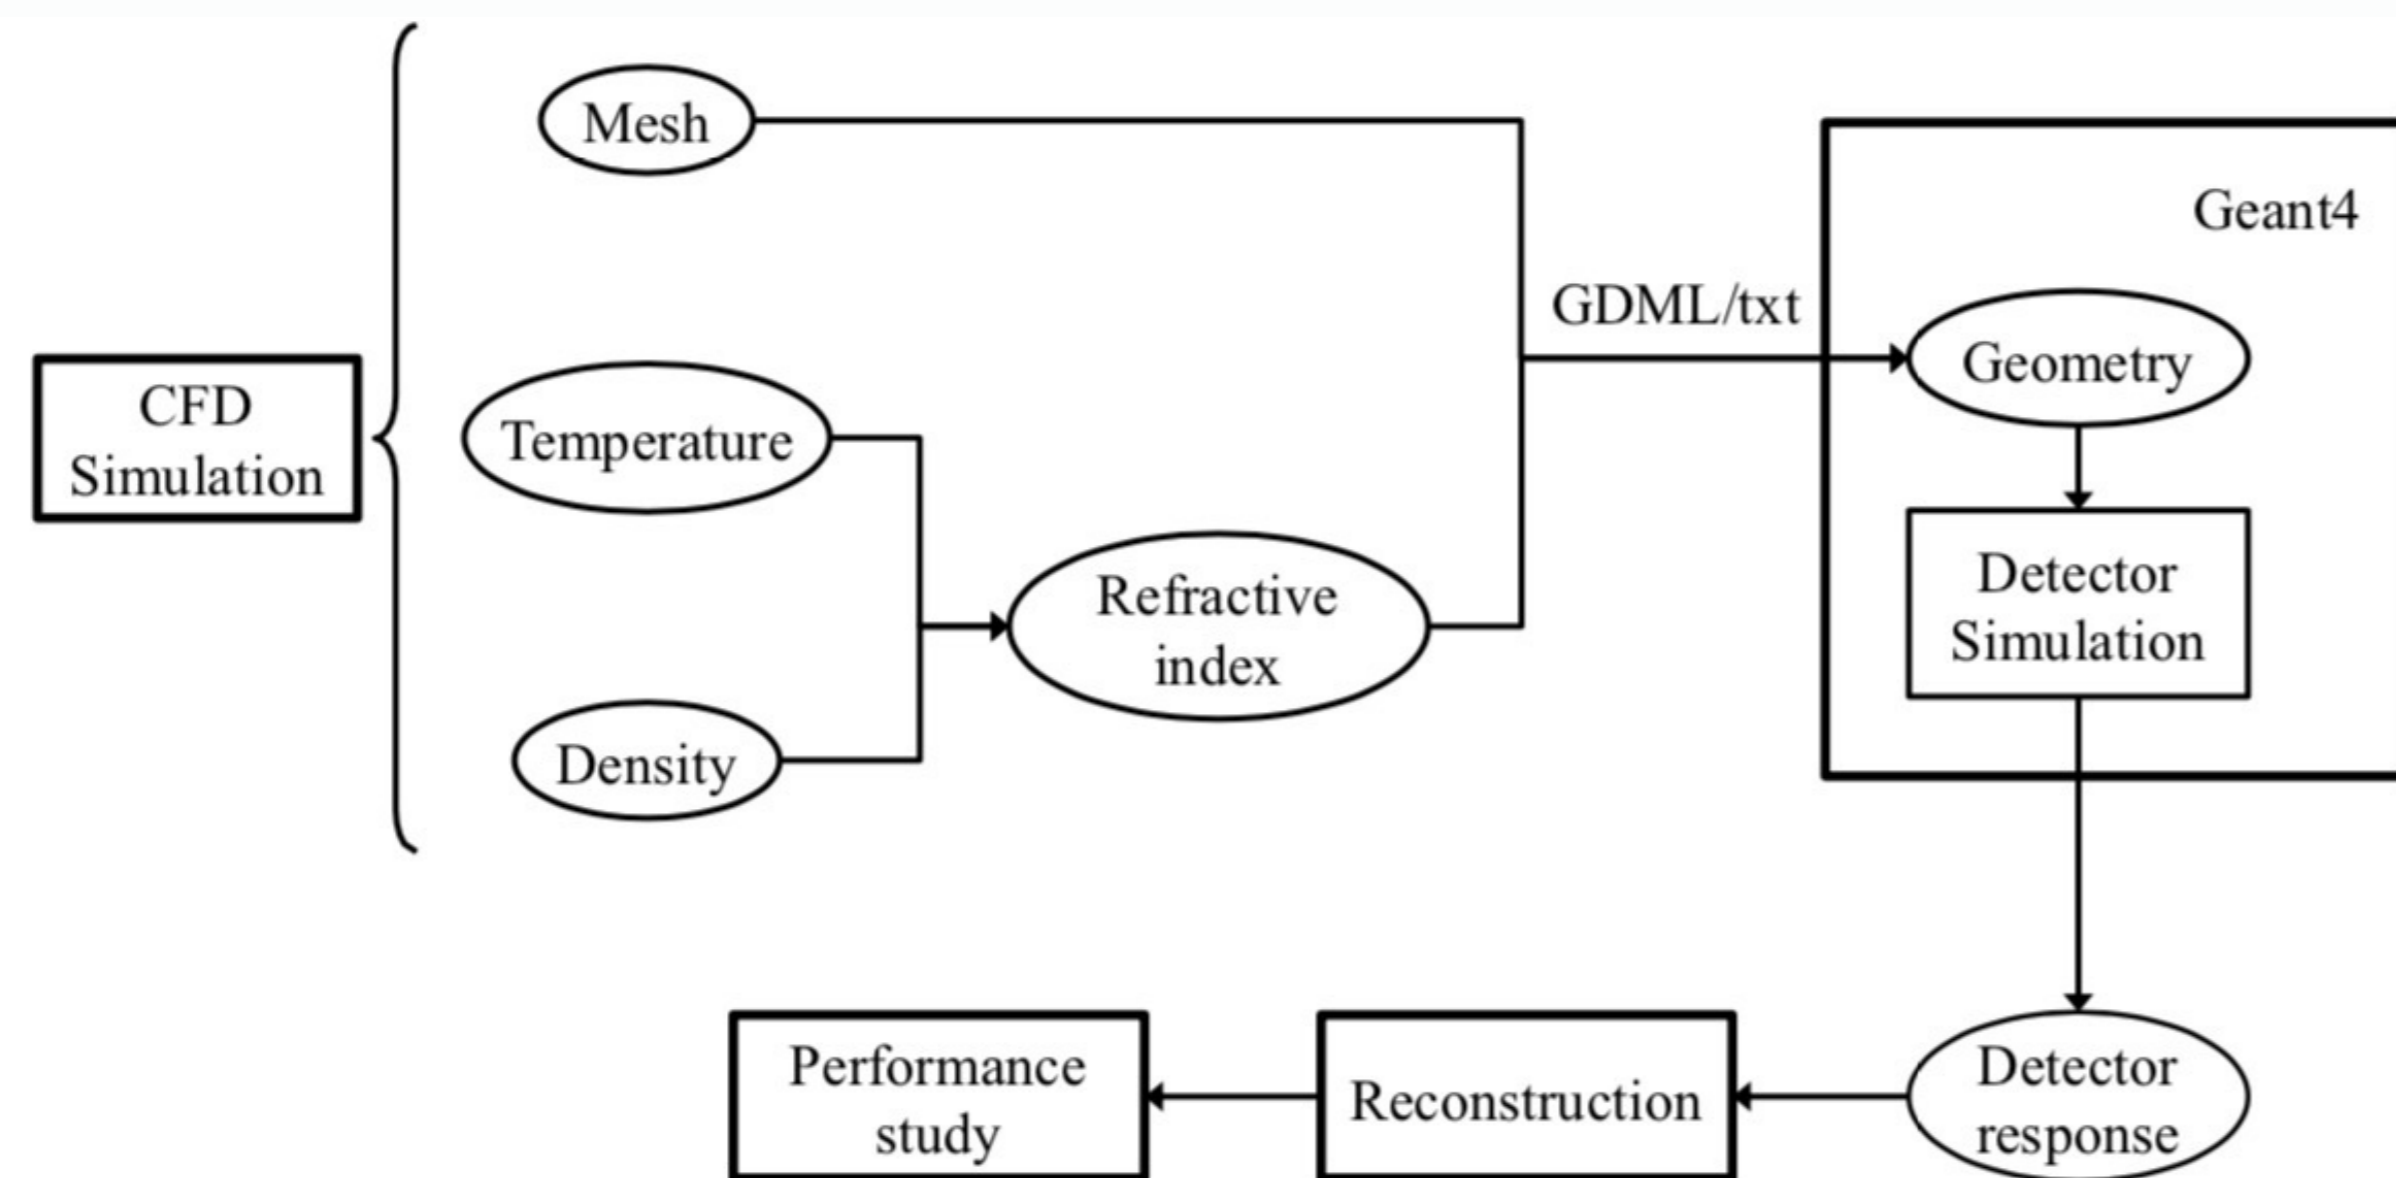 Mesh
Geant4
GDML/txt
Geometry
CFD
Simulation
Temperature
Detector
Simulation
Refractive
index
Density
Performance
study
Reconstruction
Detector
response